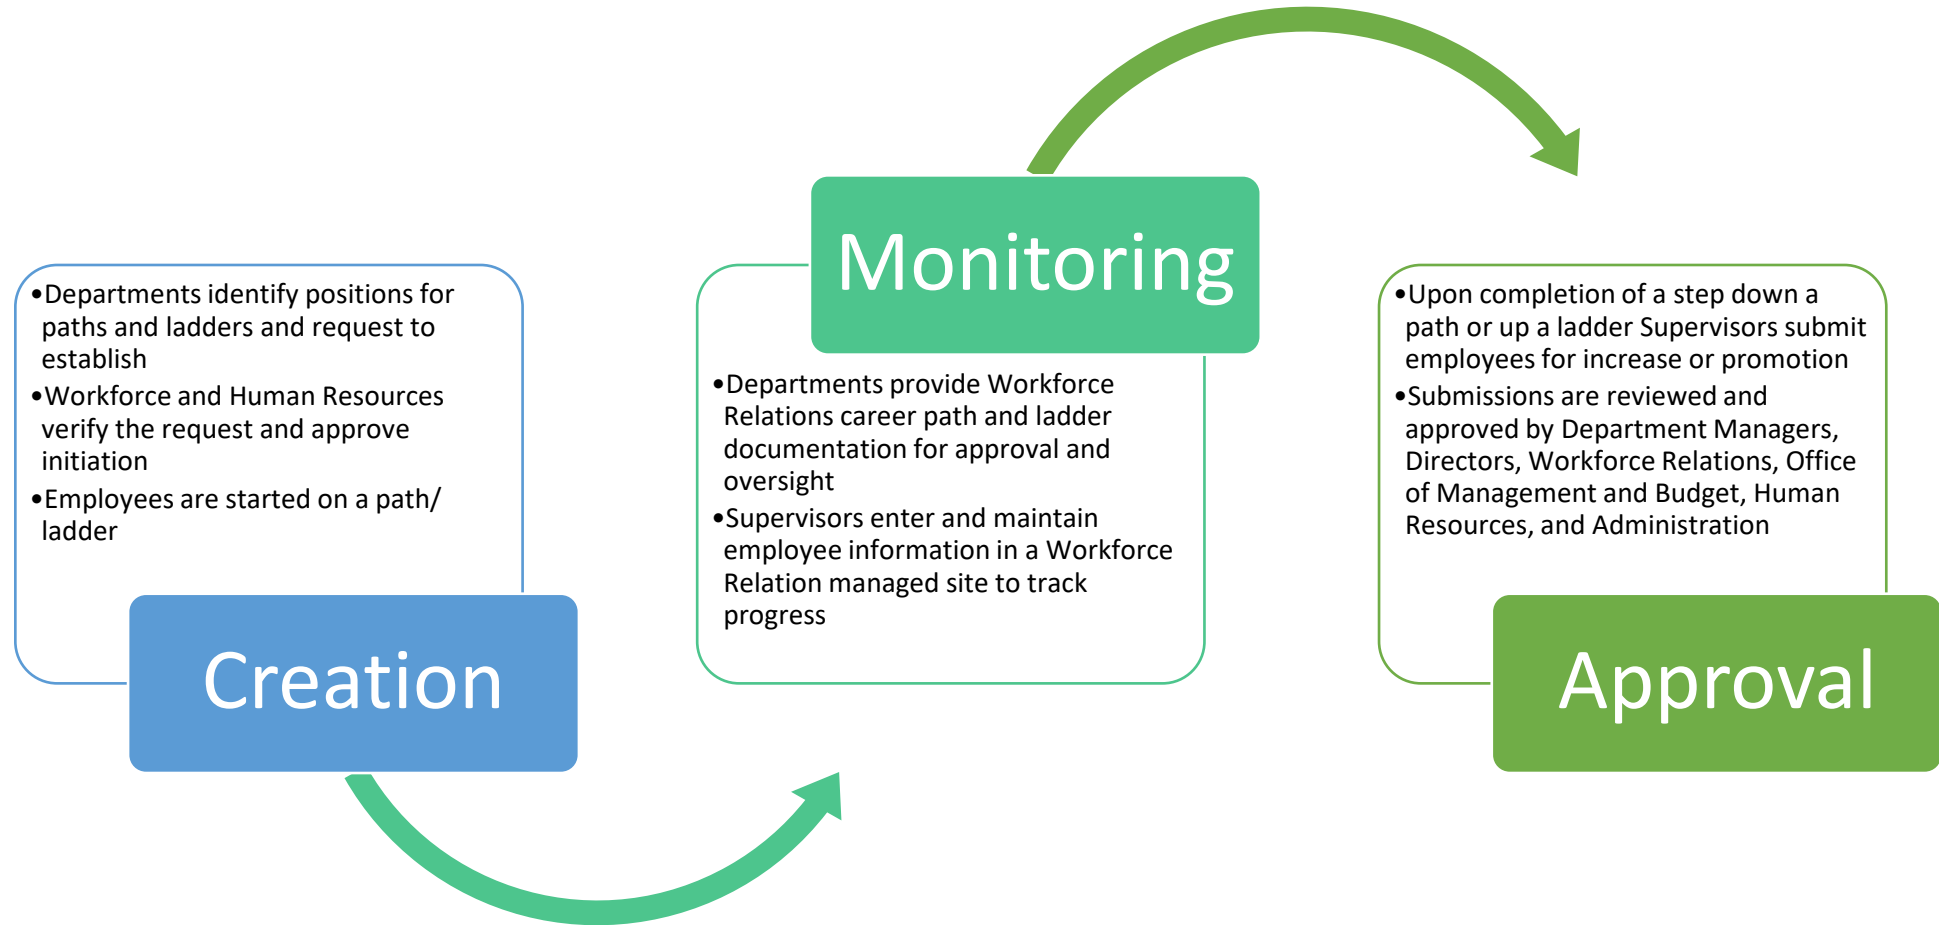 •Departments identify positions for
paths and ladders and request to
establish
•Workforce and Human Resources
verify the request and approve
initiation
•Employees are started on a path/
ladder
Creation
Monitoring
•Departments provide Workforce
Relations career path and ladder
documentation for approval and
oversight
•Supervisors enter and maintain
employee information in a Workforce
Relation managed site to track
progress
•Upon completion of a step down a
path or up a ladder Supervisors submit
employees for increase or promotion
•Submissions are reviewed and
approved by Department Managers,
Directors, Workforce Relations, Office
of Management and Budget, Human
Resources, and Administration
Approval